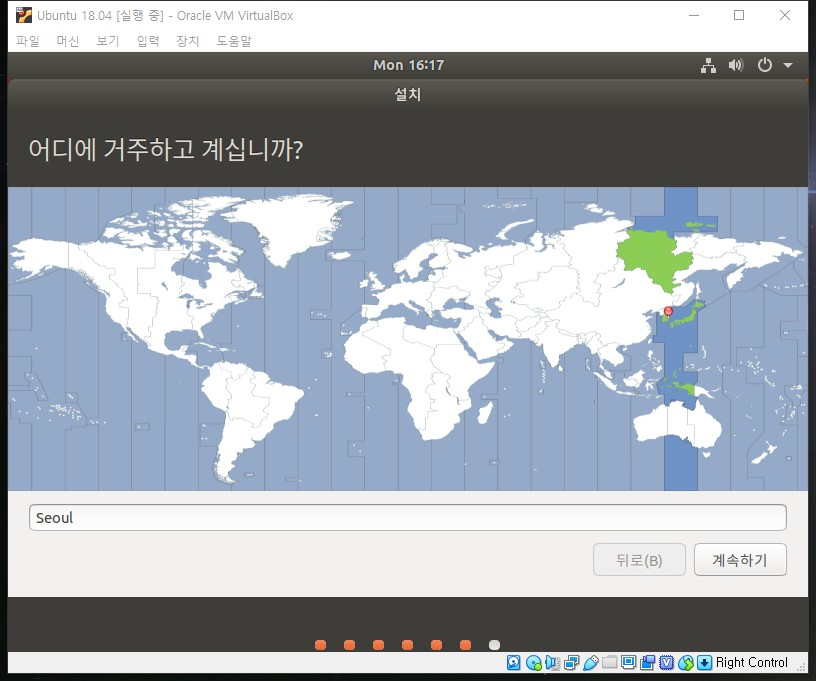 Ubuntu 18.04 [실행 중] - Oracle VM VirtualBox
파일 머신 보기 입력 장치 도움말
Mon 16:17
설치
어디에 거주하고 계십니까?
Seoul
뒤로(B) 계속하기
Right Control